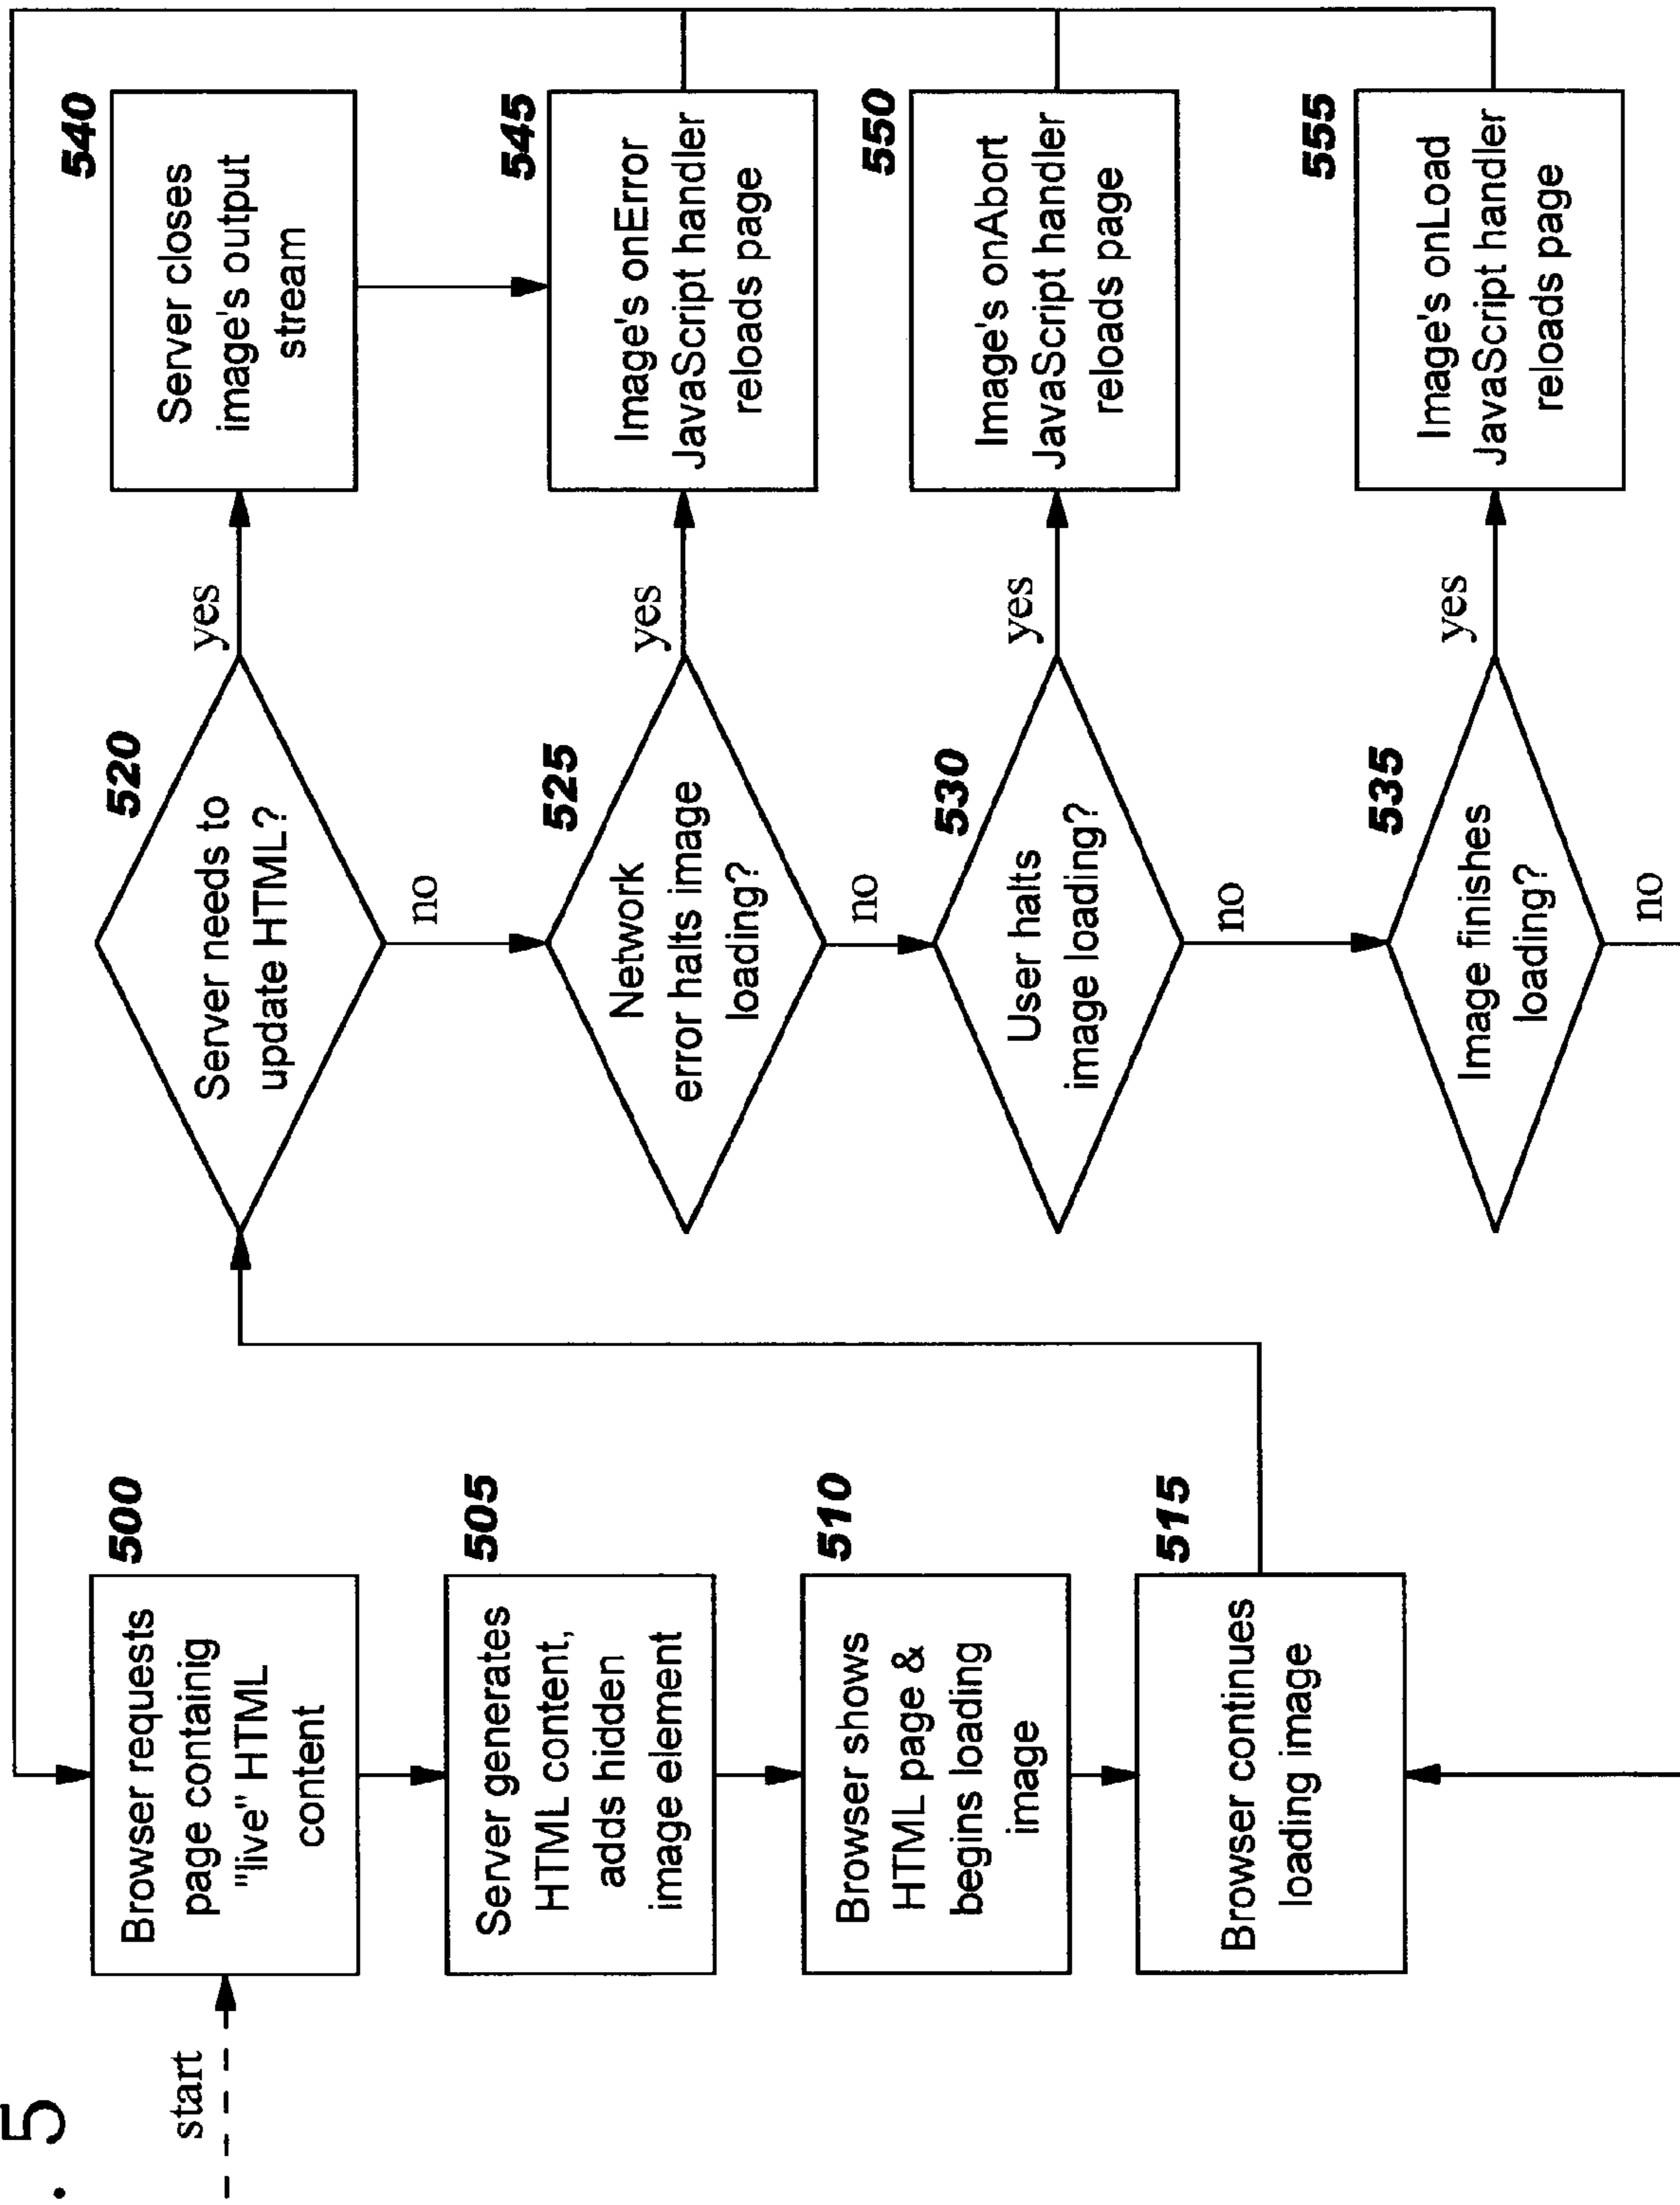 . 5
start
500
Browser requests
page containig
"live" HTML
content
505
Server generates
HTML content,
adds hidden
image element
510
Browser shows
HTML page &
begins loading
image
515
Browser continues
loading image
520
Server needs to
update HTML?
yes
no
540
Server closes
image's output
stream
525
Network
error halts image
loading?
yes
no
545
Image's onError
JavaScript handler
reloads page
530
User halts
image loading?
yes
no
550
Image's onAbort
JavaScript handler
reloads page
535
Image finishes
loading?
yes
no
555
Image's onLoad
JavaScript handler
reloads page